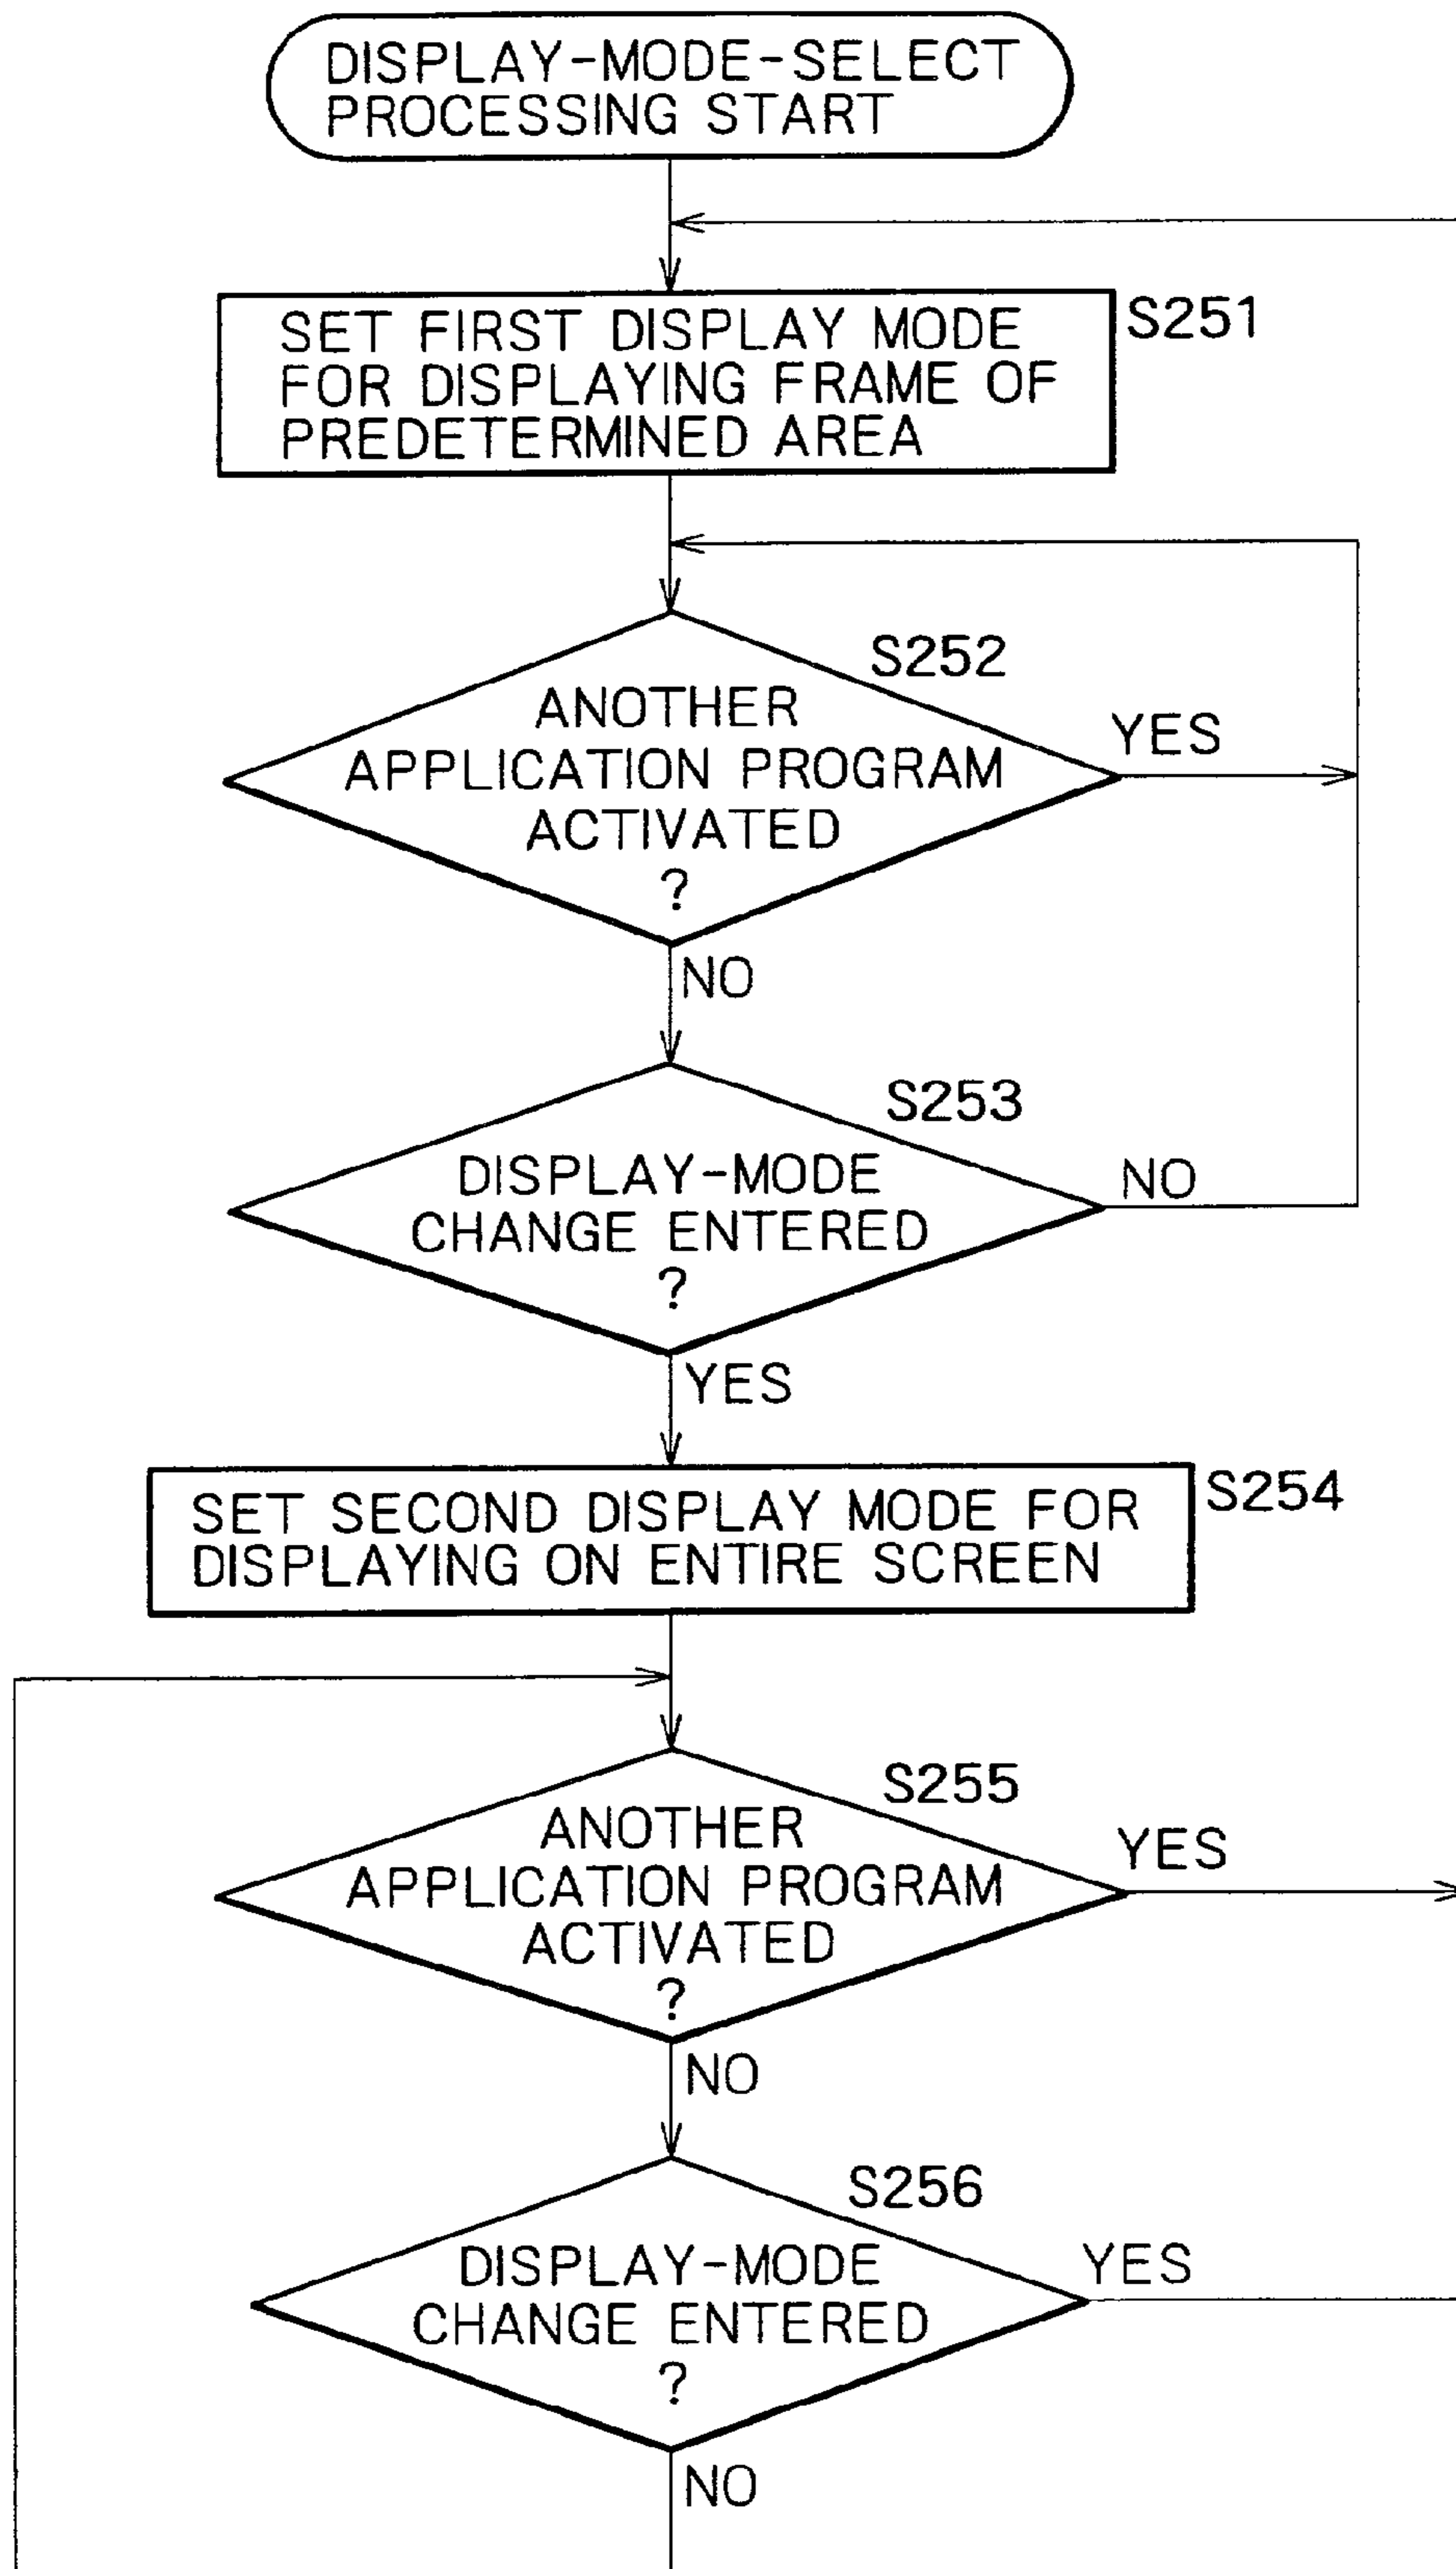 DISPLAY-MODE-SELECT
PROCESSING START
SET FIRST DISPLAY MODE
FOR DISPLAYING FRAME OF
PREDETERMINED AREA
S251
S252
ANOTHER
APPLICATION PROGRAM
ACTIVATED
?
YES
NO
S253
DISPLAY-MODE
CHANGE ENTERED
?
NO
YES
SET SECOND DISPLAY MODE FOR
DISPLAYING ON ENTIRE SCREEN
S254
S255
ANOTHER
APPLICATION PROGRAM
ACTIVATED
?
YES
NO
S256
DISPLAY-MODE
CHANGE ENTERED
?
YES
NO